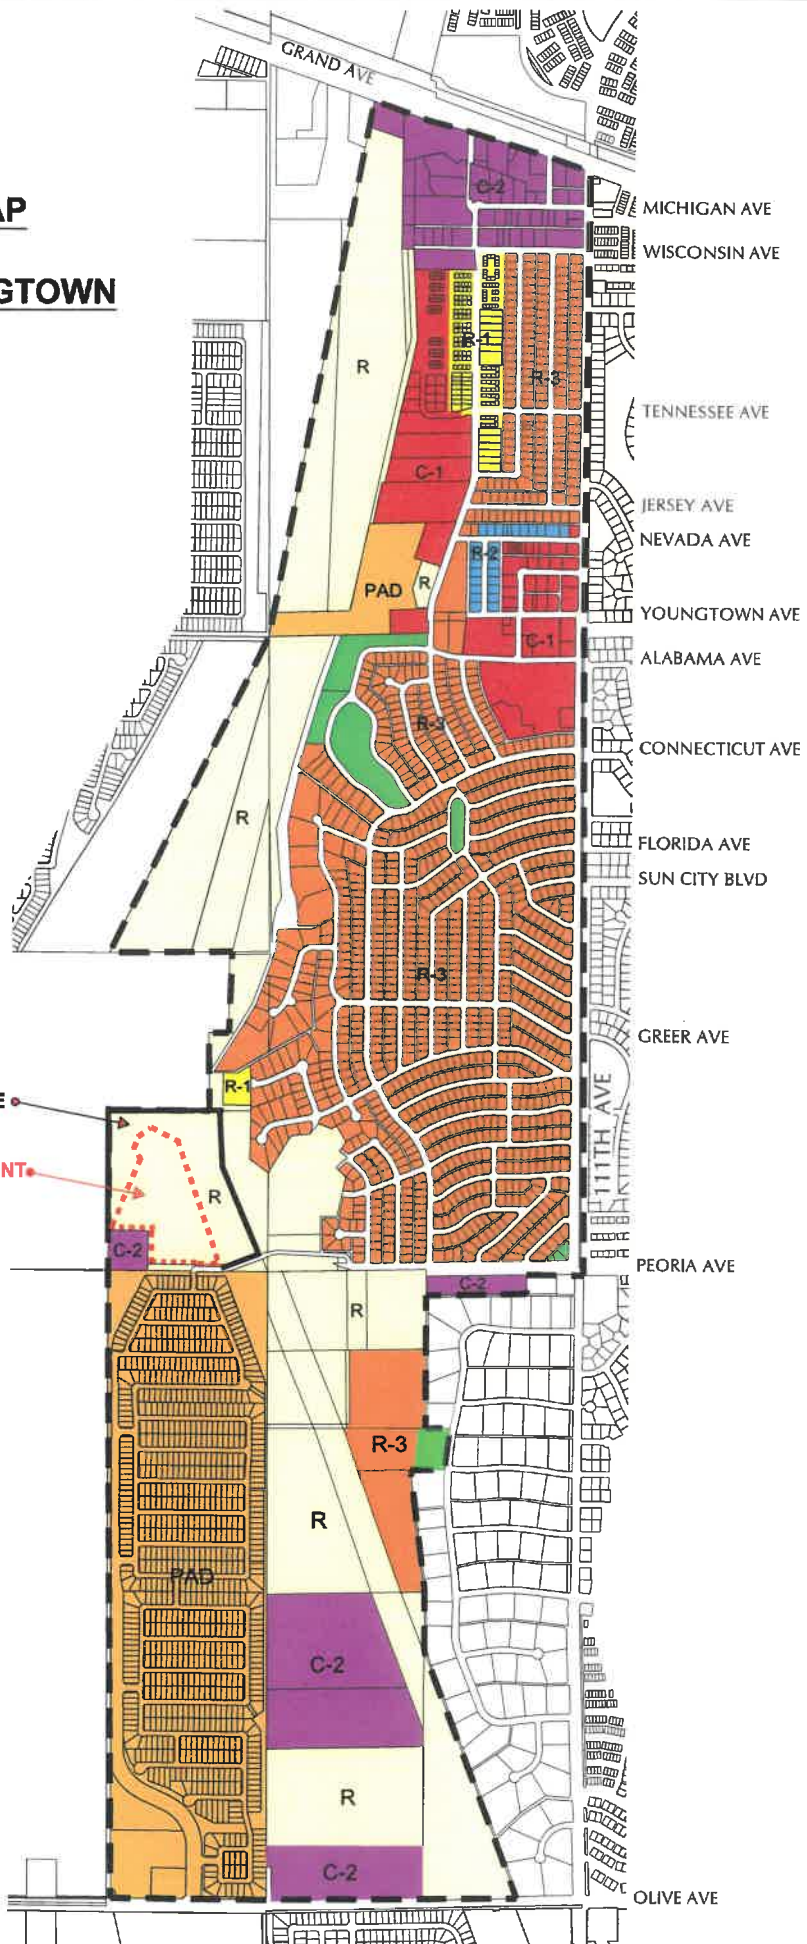 GRAND AVE
AP
GTOWN
C-2
MICHIGAN AVE
WISCONSIN AVE
R
R-1
R-3
TENNESSEE AVE
C-1
JERSEY AVE
NEVADA AVE
R-2
PAD
R
YOUNGTOWN AVE
C-1
ALABAMA AVE
R-3
CONNECTICUT AVE
R
FLORIDA AVE
SUN CITY BLVD
R-3
GREER AVE
R-1
E
111TH AVE
NT
R
C-2
PEORIA AVE
C-2
R
R-3
R
PAD
C-2
R
C-2
OLIVE AVE